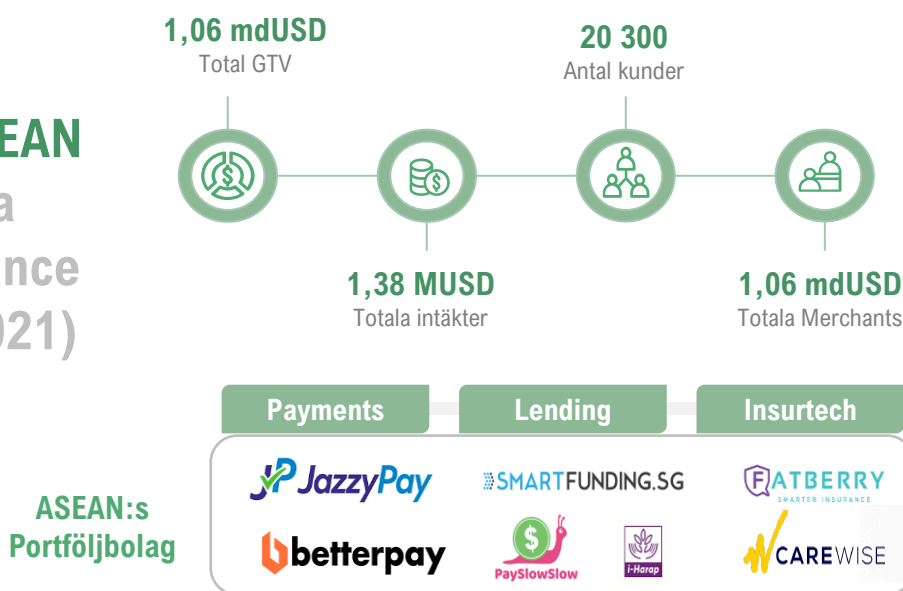 1,06 mdUSD
Total GTV
20 300
Antal kunder
EAN
a
nce
021)
1,38 MUSD
Totala intäkter
1,06 mdUSD
Totala Merchants
Payments
Lending
Insurtech
ASEAN:s
Portföljbolag
JP JazzyPay
SMARTFUNDING.SG
FATBERRY
SMARTER INSURANCE
betterpay
PaySlowSlow
i-Harap
CAREWISE